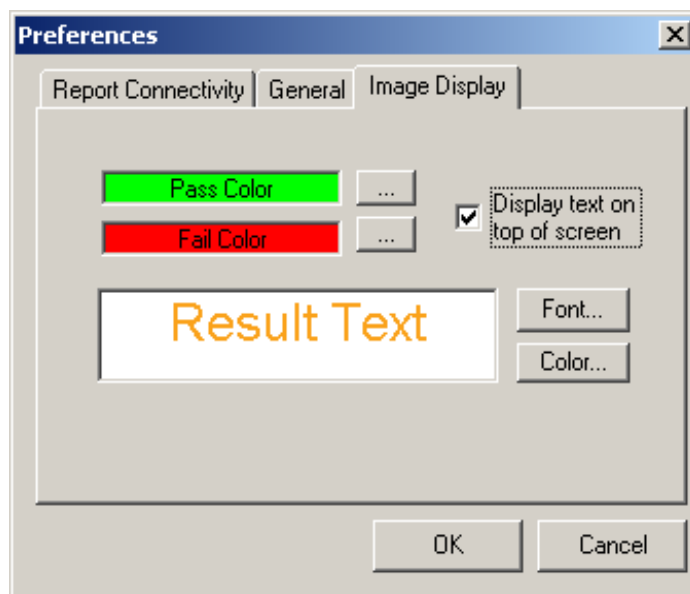 Preferences
Report Connectivity General Image Display
Pass Color ...
Fail Color ...
Display text on
top of screen
Result Text
Font...
Color...
OK Cancel